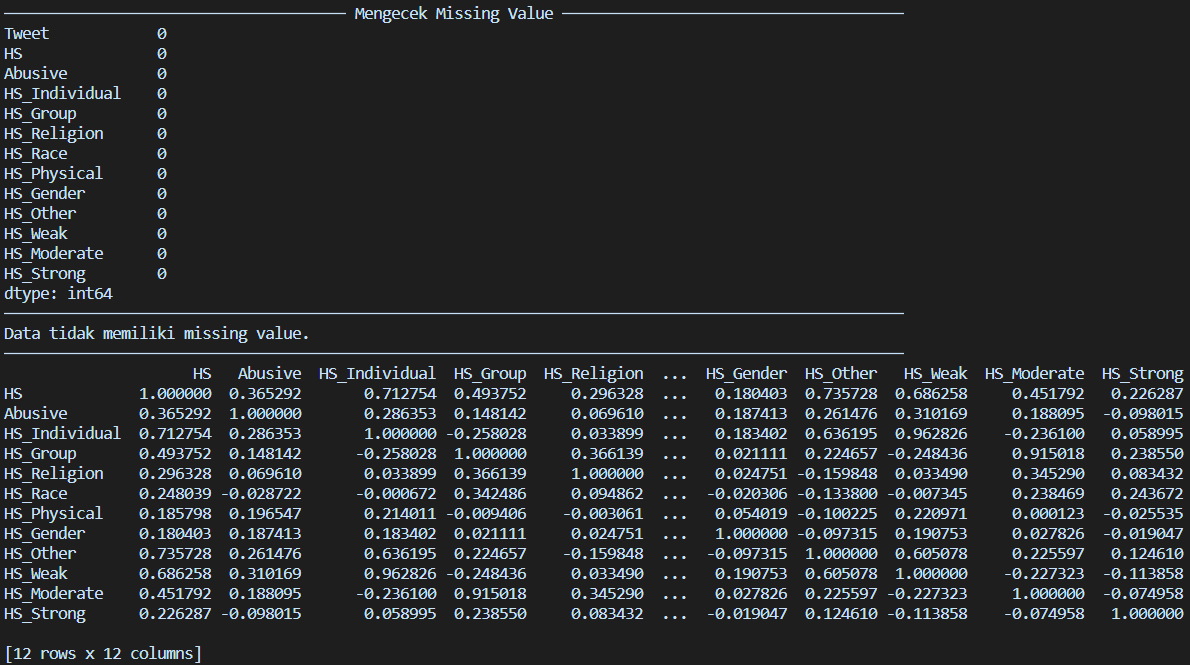 Mengecek Missing Value
Tweet 0
HS 0
Abusive 0
HS_Individual 0
HS_Group 0
HS_Religion 0
HS_Race 0
HS_Physical 0
HS_Gender 0
HS_Other 0
HS_Weak 0
HS_Moderate 0
HS_Strong 0
dtype: int64
Data tidak memiliki missing value.
HS Abusive HS_Individual HS_Group HS_Religion ... HS_Gender HS_Other HS_Weak HS_Moderate HS_Strong
HS 1.000000 0.365292 0.712754 0.493752 0.296328 ... 0.180403 0.735728 0.686258 0.451792 0.226287
Abusive 0.365292 1.000000 0.286353 0.148142 0.069610 ... 0.187413 0.261476 0.310169 0.188095 -0.098015
HS_Individual 0.712754 0.286353 1.000000 -0.258028 0.033899 ... 0.183402 0.636195 0.962826 -0.236100 0.058995
HS_Group 0.493752 0.148142 -0.258028 1.000000 0.366139 ... 0.021111 0.224657 -0.248436 0.915018 0.238550
HS_Religion 0.296328 0.069610 0.033899 0.366139 1.000000 ... 0.024751 -0.159848 0.033490 0.345290 0.083432
HS_Race 0.248039 -0.028722 -0.000672 0.342486 0.094862 ... -0.020306 -0.133800 -0.007345 0.238469 0.243672
HS_Physical 0.185798 0.196547 0.214011 -0.009406 -0.003061 ... 0.054019 -0.100225 0.220971 0.000123 -0.025535
HS_Gender 0.180403 0.187413 0.183402 0.021111 0.024751 ... 1.000000 -0.097315 0.190753 0.027826 -0.019047
HS_Other 0.735728 0.261476 0.636195 0.224657 -0.159848 ... -0.097315 1.000000 0.605078 0.225597 0.124610
HS_Weak 0.686258 0.310169 0.962826 -0.248436 0.033490 ... 0.190753 0.605078 1.000000 -0.227323 -0.113858
HS_Moderate 0.451792 0.188095 -0.236100 0.915018 0.345290 ... 0.027826 0.225597 -0.227323 1.000000 -0.074958
HS_Strong 0.226287 -0.098015 0.058995 0.238550 0.083432 ... -0.019047 0.124610 -0.113858 -0.074958 1.000000
[12 rows x 12 columns]